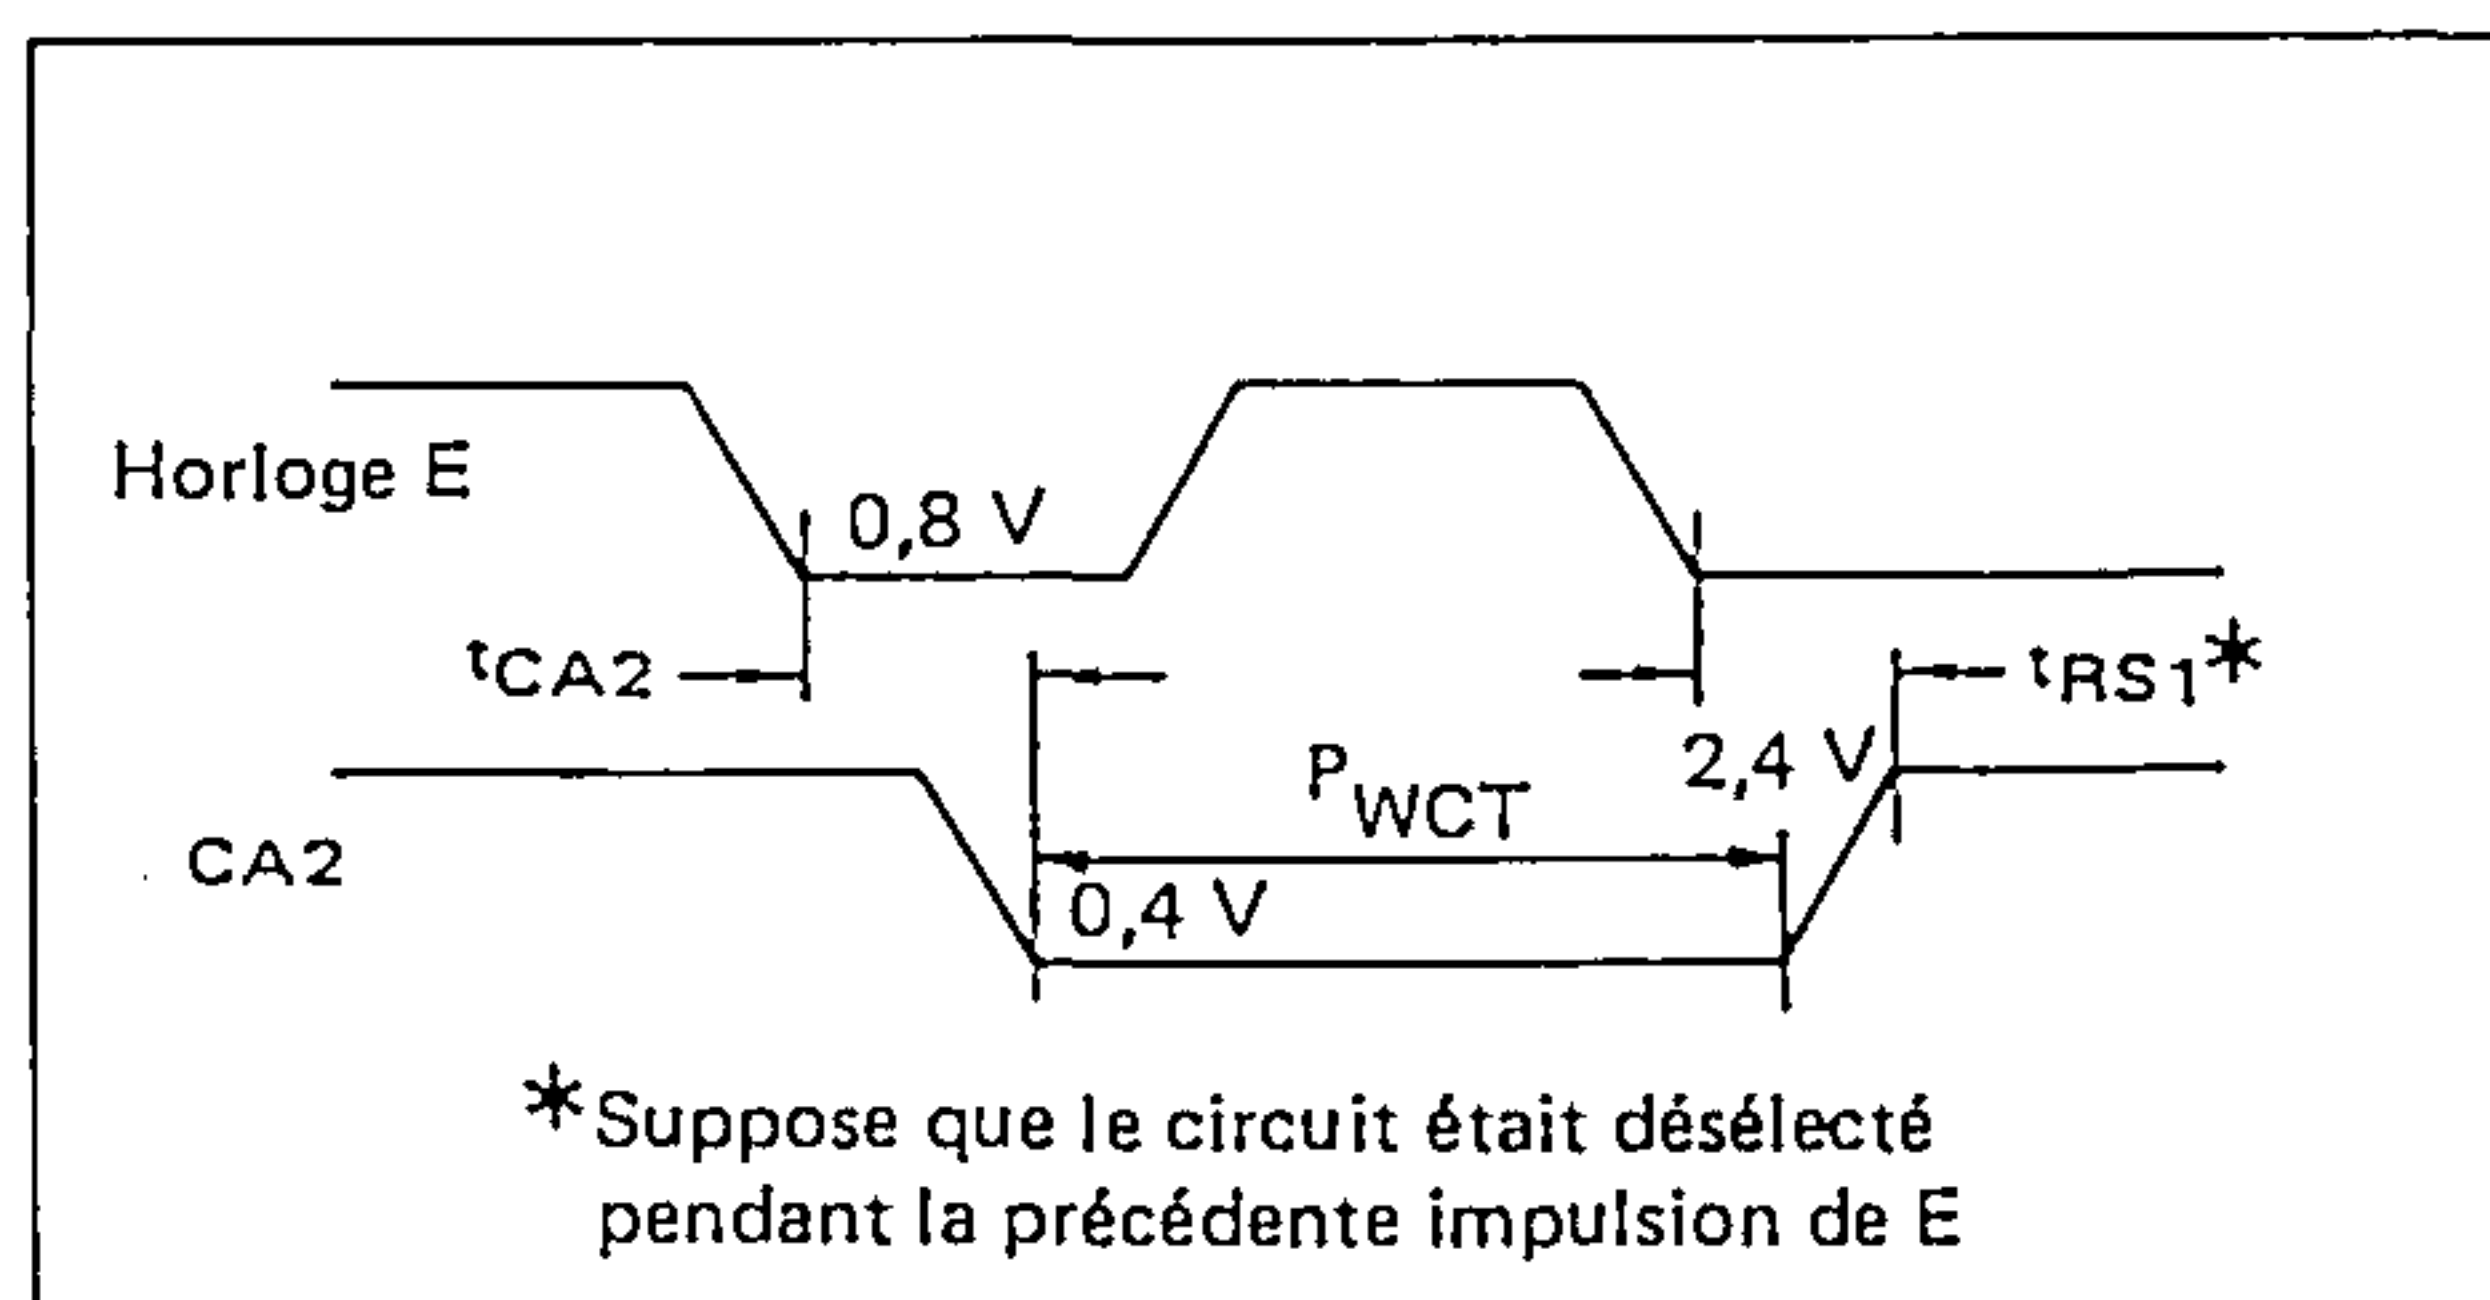 Horloge E
0,8 V
tCA2
tRS1*
2,4 V
PWCT
CA2
0,4 V
*Suppose que le circuit était désélecté
pendant la précédente impulsion de E